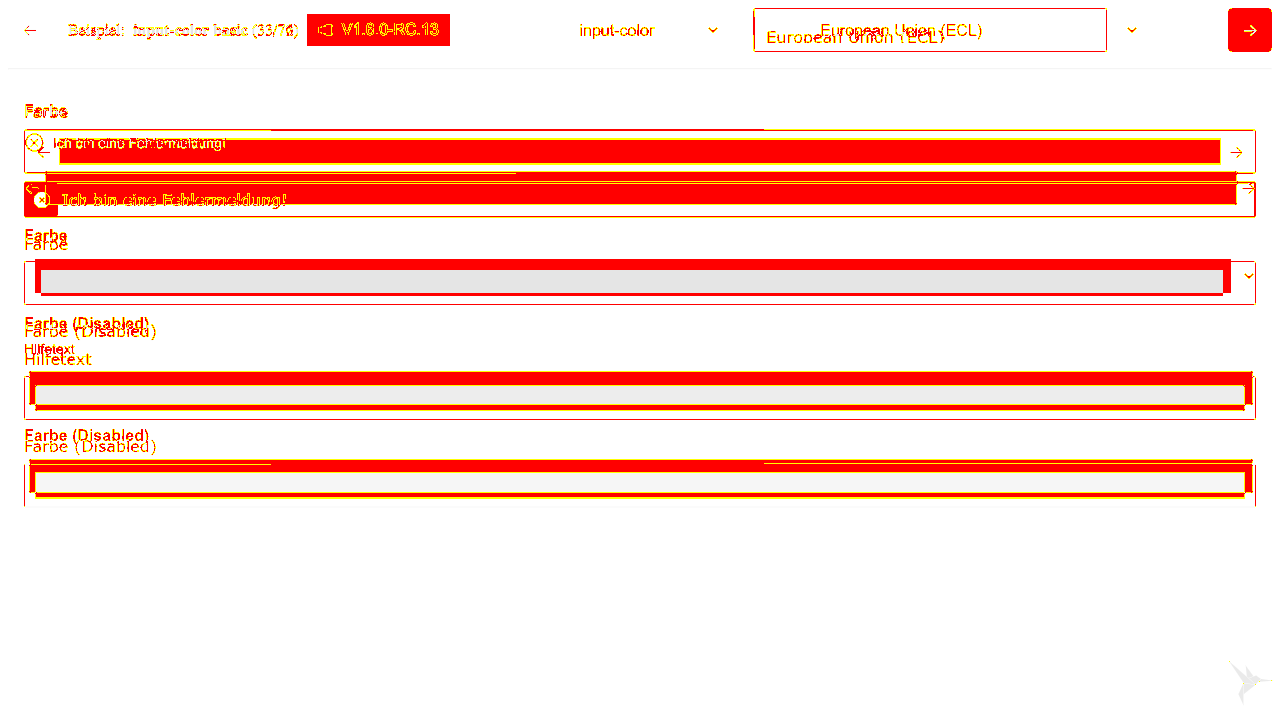 Beispiel: input-color basic (33/76) V1.6.0-RC.13 input-color European Union (ECL)
European Union (ECL)
Farbe
Ich bin eine Fehlermeldung!
Ich bin eine Fehlermeldung!
Farbe
Farbe
Farbe (Disabled)
Farbe (Disabled)
Hilfetext
Hilfetext
Farbe (Disabled)
Farbe (Disabled)